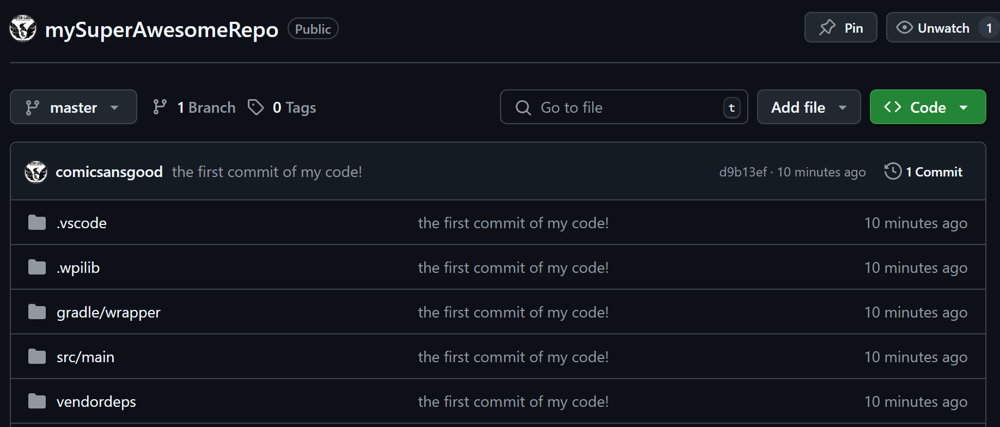 mySuperAwesomeRepo Public Pin Unwatch 1
master 1 Branch 0 Tags Go to file t Add file Code
comicsansgood the first commit of my code! d9b13ef · 10 minutes ago 1 Commit
.vscode the first commit of my code! 10 minutes ago
.wpilib the first commit of my code! 10 minutes ago
gradle/wrapper the first commit of my code! 10 minutes ago
src/main the first commit of my code! 10 minutes ago
vendordeps the first commit of my code! 10 minutes ago